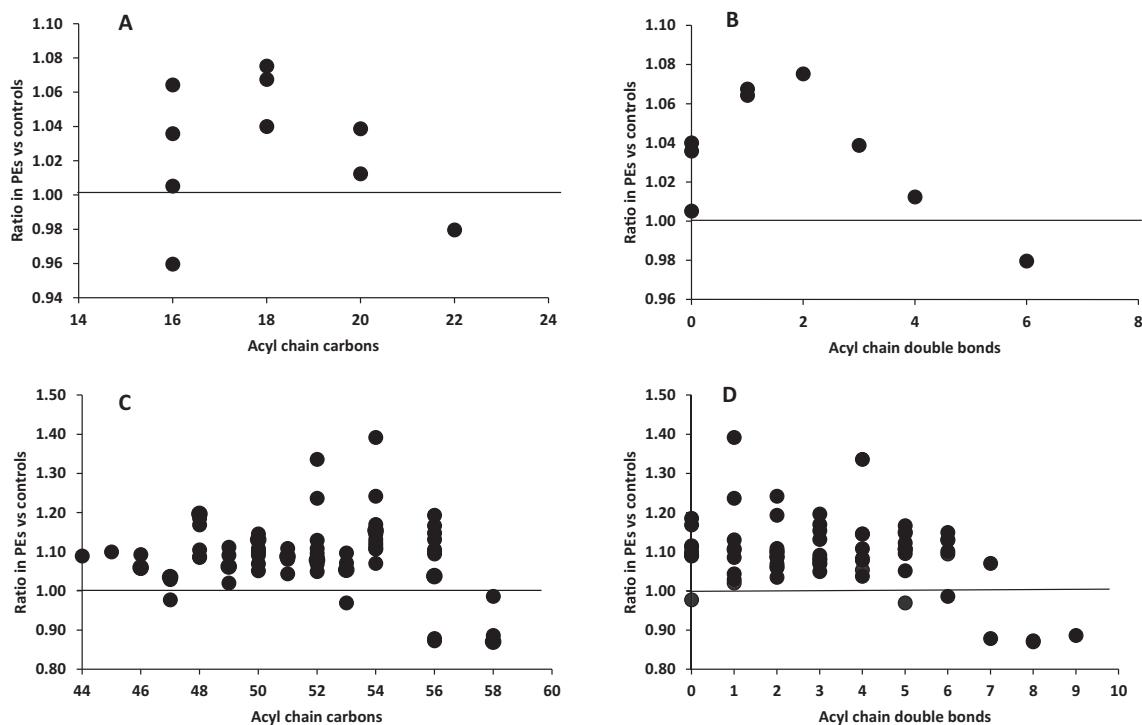 A
Ratio in PEs vs controls
1.10
1.08
1.06
1.04
1.02
1.00
0.98
0.96
0.94
14 16 18 20 22 24
Acyl chain carbons
B
Ratio in PEs vs controls
1.10
1.08
1.06
1.04
1.02
1.00
0.98
0.96
0 2 4 6 8
Acyl chain double bonds
C
Ratio in PEs vs controls
1.50
1.40
1.30
1.20
1.10
1.00
0.90
0.80
44 46 48 50 52 54 56 58 60
Acyl chain carbons
D
Ratio in PEs vs controls
1.50
1.40
1.30
1.20
1.10
1.00
0.90
0.80
0 1 2 3 4 5 6 7 8 9 10
Acyl chain double bonds